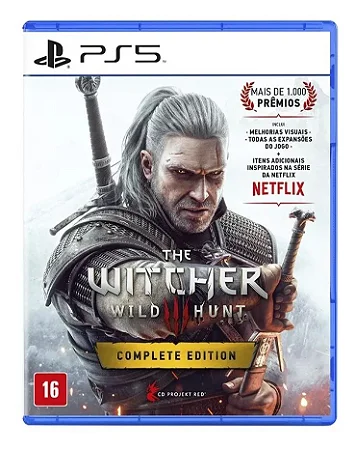 PS5
MAIS DE 1.000
PRÊMIOS
INCLUI
- MELHORIAS VISUAIS -
- TODAS AS EXPANSÕES
DO JOGO -
+
ITENS ADICIONAIS
INSPIRADOS NA SÉRIE
DA NETFLIX
NETFLIX
THE
WITCHER
WILD III HUNT
COMPLETE EDITION
16
CD PROJEKT RED